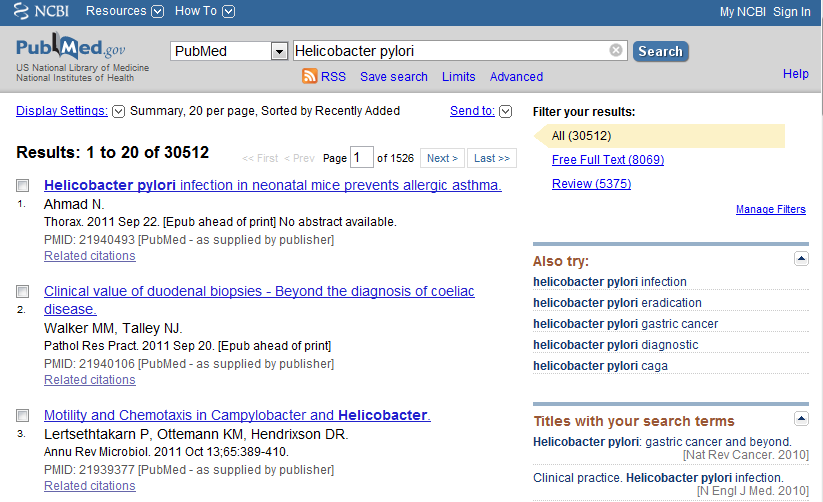 NCBI Resources How To My NCBI Sign In
PubMed.gov
US National Library of Medicine
National Institutes of Health
PubMed Helicobacter pylori Search
RSS Save search Limits Advanced Help
Display Settings: Summary, 20 per page, Sorted by Recently Added Send to:
Results: 1 to 20 of 30512
<< First < Prev Page 1 of 1526 Next > Last >>
1. Helicobacter pylori infection in neonatal mice prevents allergic asthma.
Ahmad N.
Thorax. 2011 Sep 22. [Epub ahead of print] No abstract available.
PMID: 21940493 [PubMed - as supplied by publisher]
Related citations
2. Clinical value of duodenal biopsies - Beyond the diagnosis of coeliac
disease.
Walker MM, Talley NJ.
Pathol Res Pract. 2011 Sep 20. [Epub ahead of print]
PMID: 21940106 [PubMed - as supplied by publisher]
Related citations
3. Motility and Chemotaxis in Campylobacter and Helicobacter.
Lertsethtakarn P, Ottemann KM, Hendrixson DR.
Annu Rev Microbiol. 2011 Oct 13;65:389-410.
PMID: 21939377 [PubMed - as supplied by publisher]
Related citations
Filter your results:
All (30512)
Free Full Text (8069)
Review (5375)
Manage Filters
Also try:
helicobacter pylori infection
helicobacter pylori eradication
helicobacter pylori gastric cancer
helicobacter pylori diagnostic
helicobacter pylori caga
Titles with your search terms
Helicobacter pylori: gastric cancer and beyond.
[Nat Rev Cancer. 2010]
Clinical practice. Helicobacter pylori infection.
[N Engl J Med. 2010]